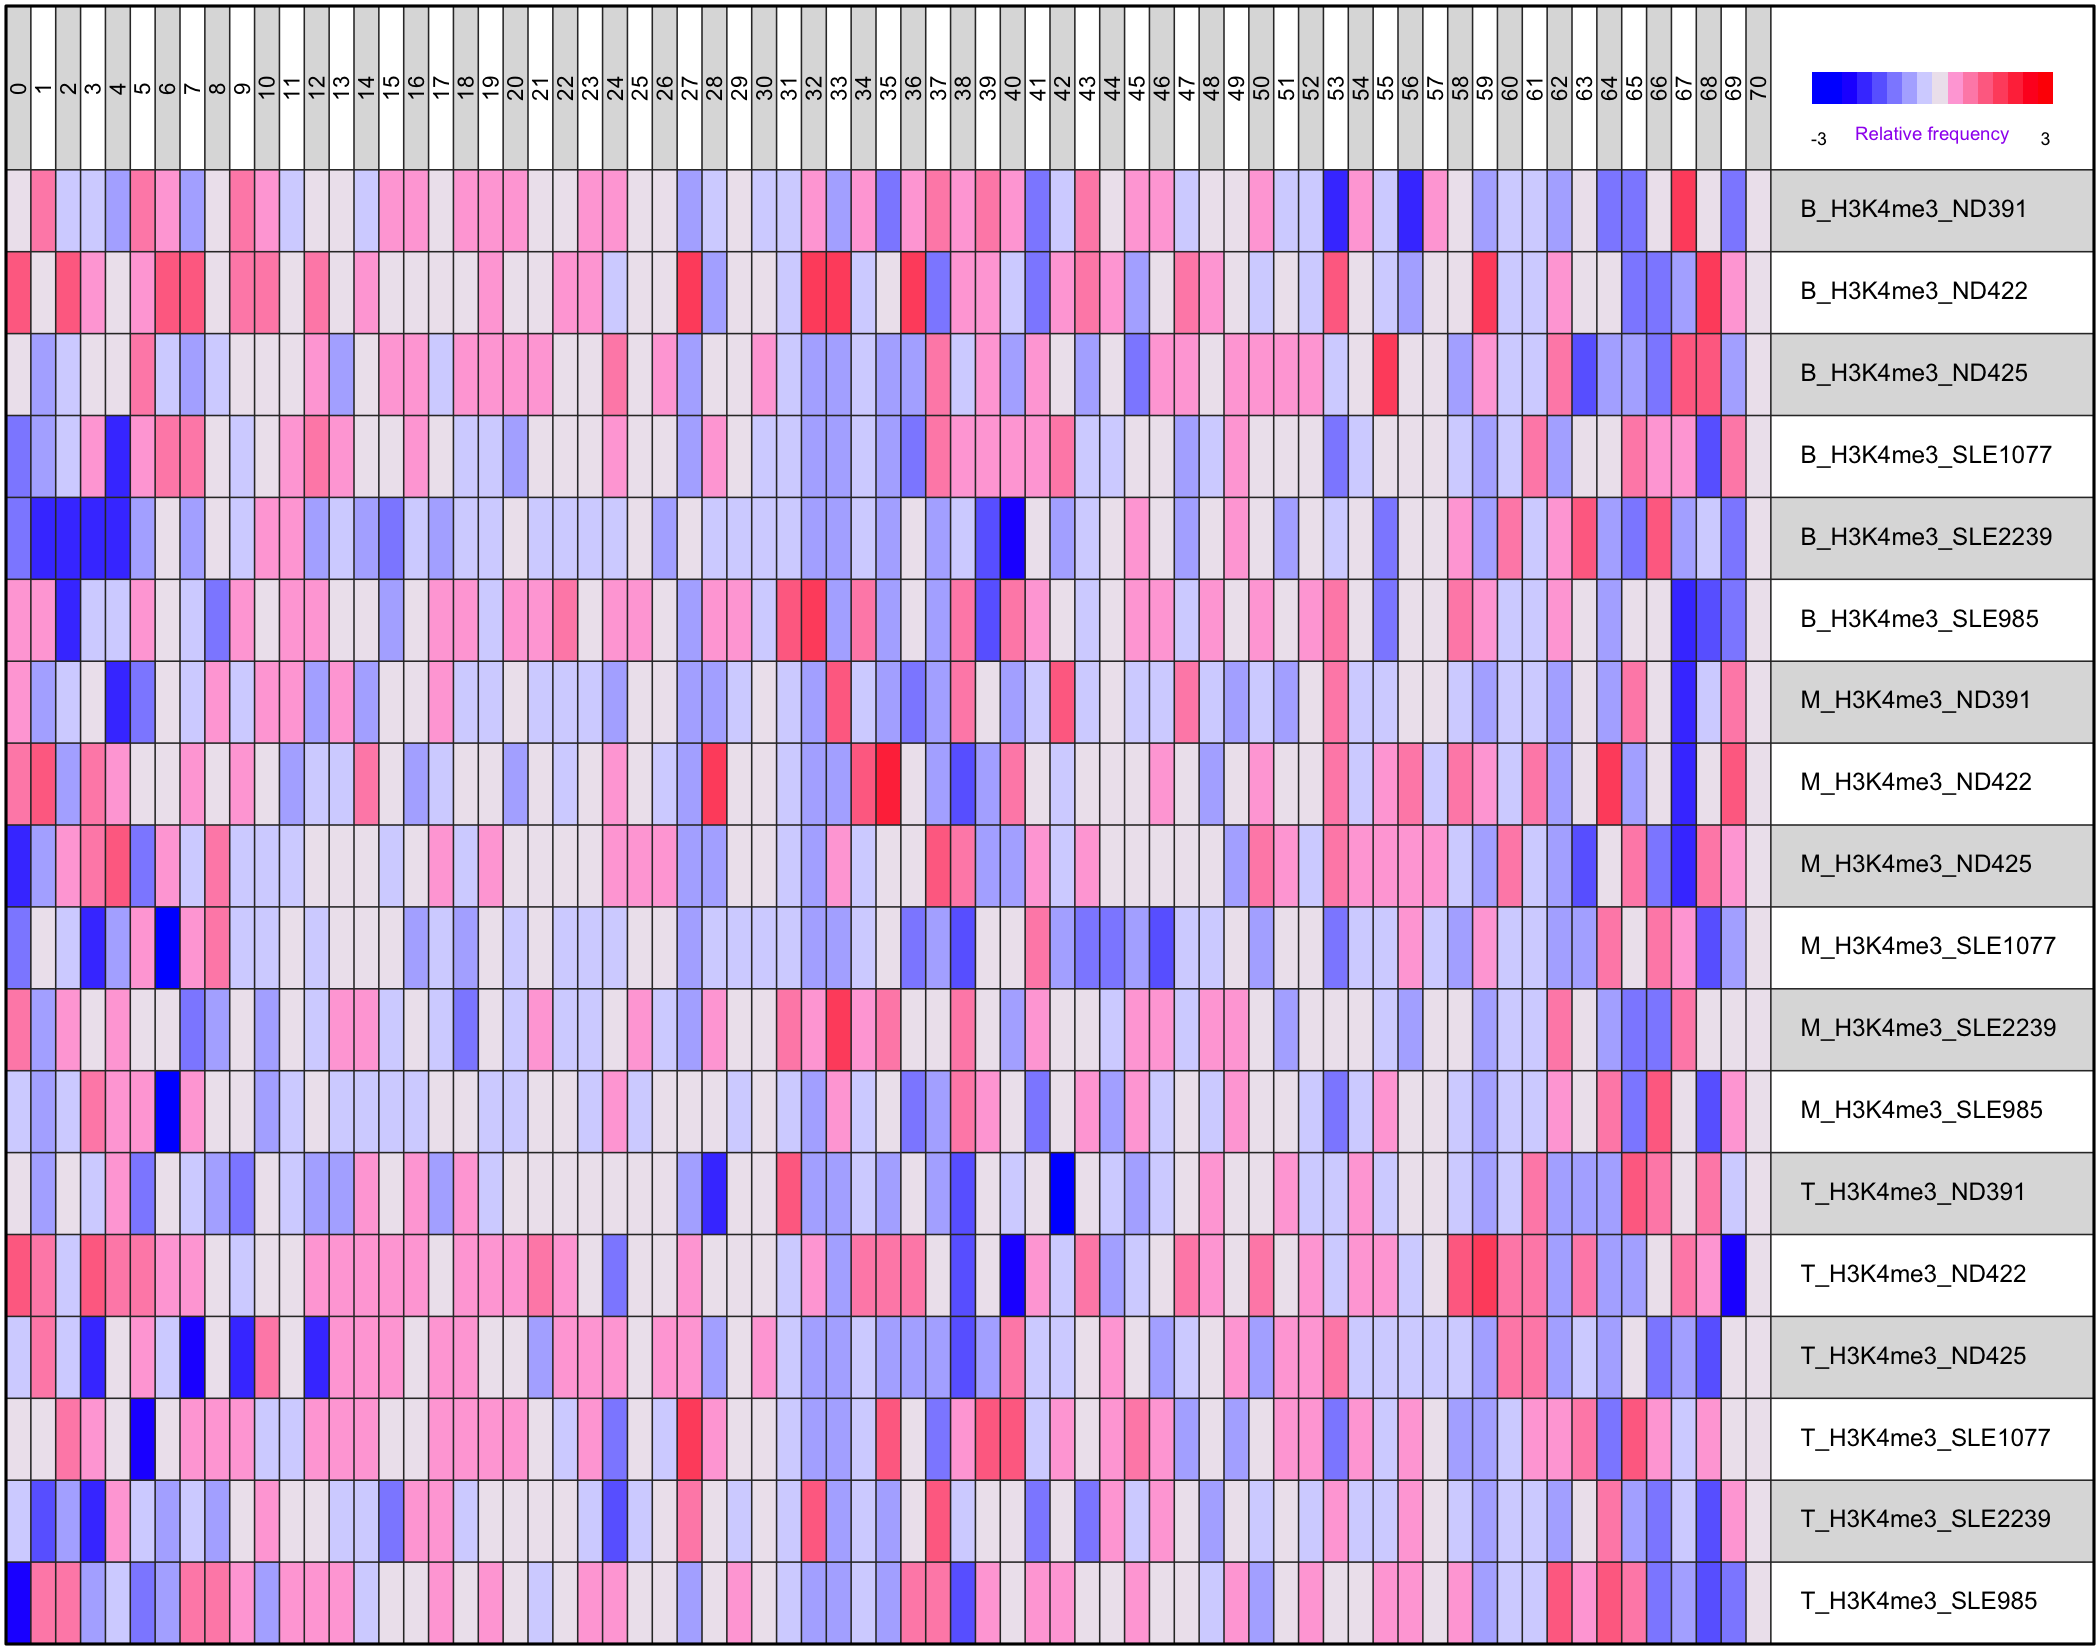 0 1 2 3 4 5 6 7 8 9 10 11 12 13 14 15 16 17 18 19 20 21 22 23 24 25 26 27 28 29 30 31 32 33 34 35 36 37 38 39 40 41 42 43 44 45 46 47 48 49 50 51 52 53 54 55 56 57 58 59 60 61 62 63 64 65 66 67 68 69 70
-3 Relative frequency 3
B_H3K4me3_ND391
B_H3K4me3_ND422
B_H3K4me3_ND425
B_H3K4me3_SLE1077
B_H3K4me3_SLE2239
B_H3K4me3_SLE985
M_H3K4me3_ND391
M_H3K4me3_ND422
M_H3K4me3_ND425
M_H3K4me3_SLE1077
M_H3K4me3_SLE2239
M_H3K4me3_SLE985
T_H3K4me3_ND391
T_H3K4me3_ND422
T_H3K4me3_ND425
T_H3K4me3_SLE1077
T_H3K4me3_SLE2239
T_H3K4me3_SLE985